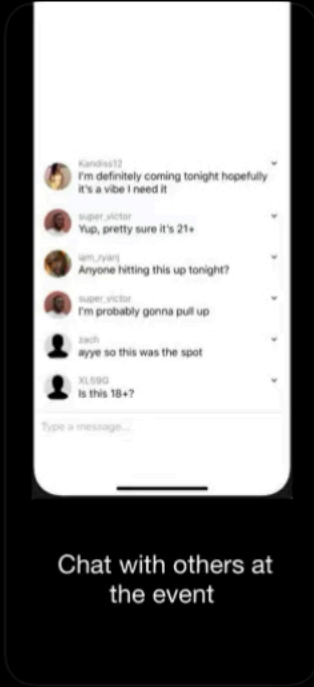 Kandiss12
I'm definitely coming tonight hopefully
it's a vibe I need it
super_victor
Yup, pretty sure it's 21+
iam_ryanj
Anyone hitting this up tonight?
super_victor
I'm probably gonna pull up
zach
ayye so this was the spot
XL59G
Is this 18+?
Type a message...
Chat with others at
the event